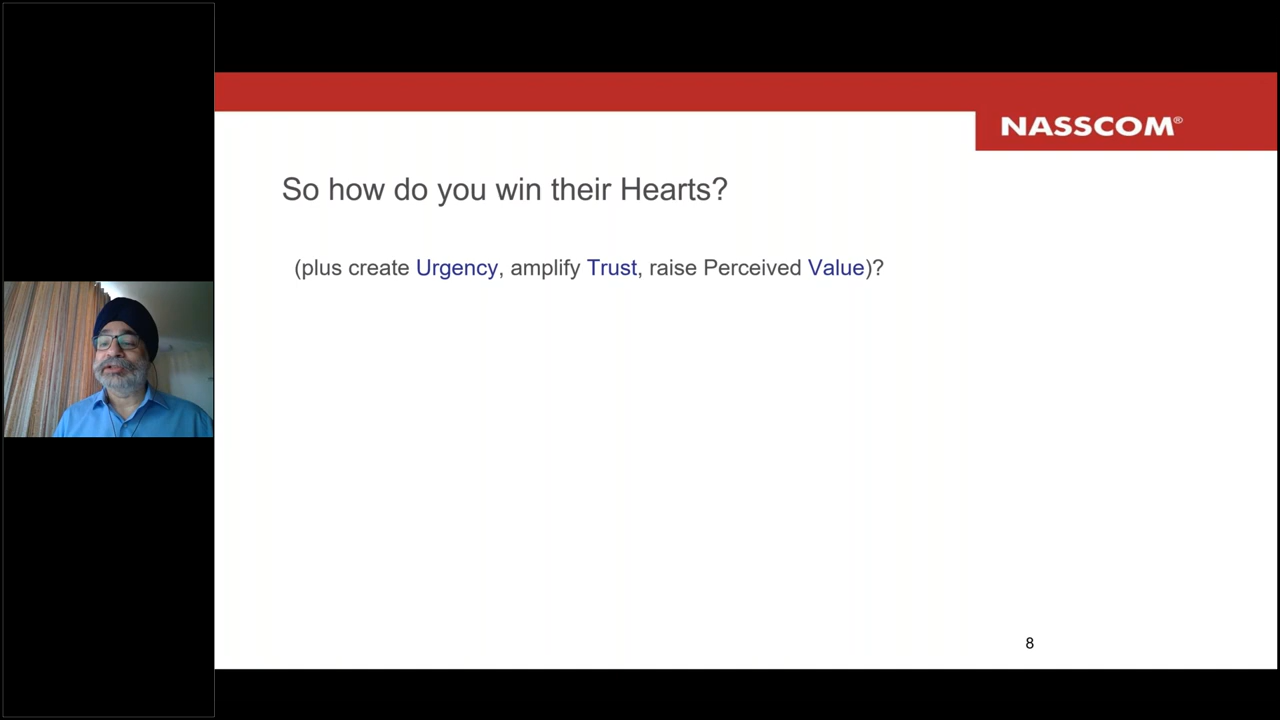 NASSCOM®
So how do you win their Hearts?
(plus create Urgency, amplify Trust, raise Perceived Value)?
8